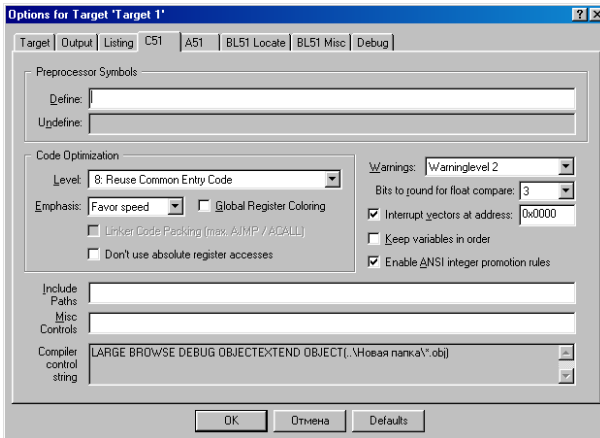 Options for Target 'Target 1'
Target Output Listing C51 A51 BL51 Locate BL51 Misc Debug
Preprocessor Symbols
Define:
Undefine:
Code Optimization
Level: 8: Reuse Common Entry Code
Emphasis: Favor speed Global Register Coloring
Linker Code Packing (max. AJMP / ACALL)
Don't use absolute register accesses
Warnings: Warninglevel 2
Bits to round for float compare: 3
Interrupt vectors at address: 0x0000
Keep variables in order
Enable ANSI integer promotion rules
Include
Paths
Misc
Controls
Compiler
control
string
LARGE BROWSE DEBUG OBJECTEXTEND OBJECT(..\Новая папка\*.obj)
OK Отмена Defaults